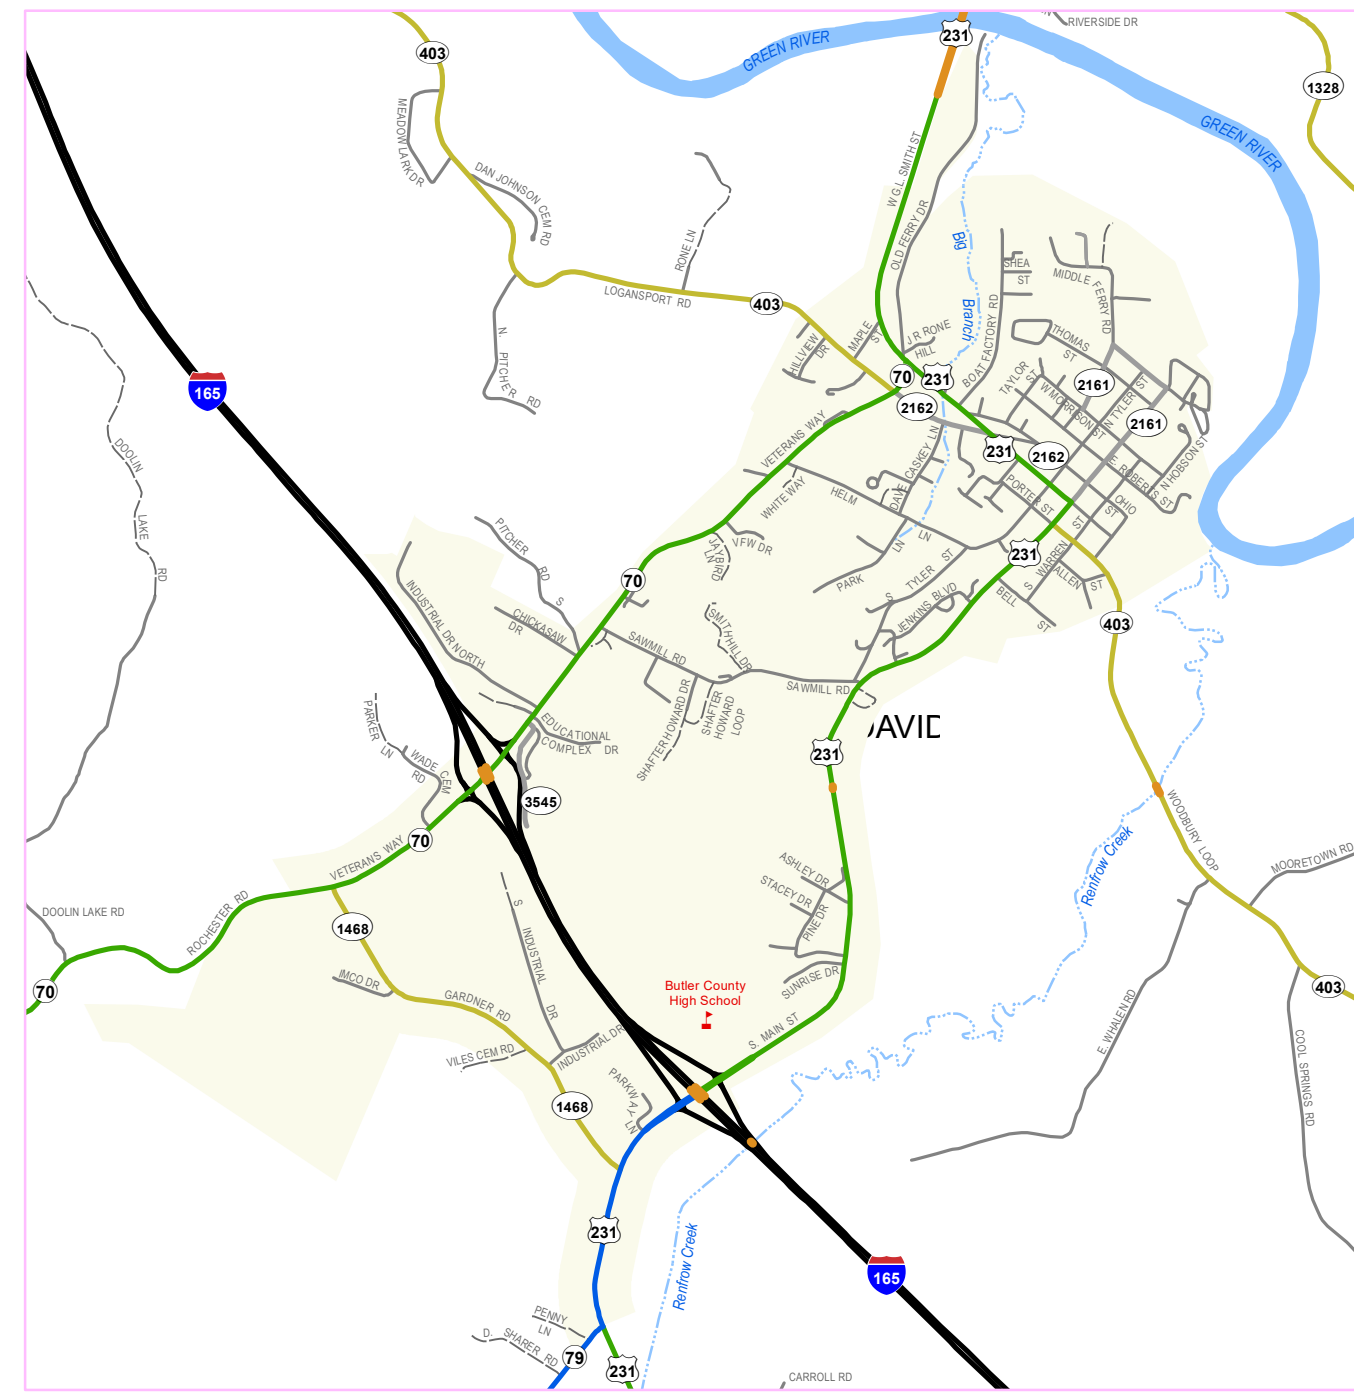 RIVERSIDE DR
231
GREEN RIVER
403
1328
MEADOW LARK DR
GREEN RIVER
W G.L. SMITH ST
DAN JOHNSON CEM RD
OLD FERRY DR
RONE LN
Big
Branch
SHEA
ST
MIDDLE FERRY RD
LOGANSPORT RD
403
N. PITCHER RD
HILLVIEW
DR
MAPLE
ST
J R RONE
HILL
BOAT FACTORY RD
THOMAS
ST
70
231
165
2161
TAYLOR
ST
W MORRISON ST
N TYLER ST
2162
2161
VETERANS WAY
DAVE CASKEY LN
231
2162
E. ROBERTS ST
N HOBSON ST
DOOLIN LAKE RD
WHITE WAY
HELM LN
PORTER ST
OHIO
ST
PITCHER RD S
JAYBIRD
LN
VFW DR
70
PARK LN
S TYLER ST
231
S WARREN ST
ALLEN ST
BELL ST
JENKINS BLVD
INDUSTRIAL DR NORTH
CHICKASAW
DR
SMITH HILL DR
403
SAWMILL RD
SAWMILL RD
SHAFTER HOWARD DR
SHAFTER
HOWARD
LOOP
PARKER LN
EDUCATIONAL
COMPLEX DR
AVID
WADE CEM
RD
231
3545
70
VETERANS WAY
WOODBURY LOOP
Renfrow Creek
MOORETOWN RD
ASHLEY DR
STACEY DR
PINE DR
DOOLIN LAKE RD
ROCHESTER RD
1468
S INDUSTRIAL DR
IMCO DR
SUNRISE DR
70
403
GARDNER RD
Butler County
High School
S. MAIN ST
E. WHALEN RD
COOL SPRINGS RD
VILES CEM RD
INDUSTRIAL DR
PARKWAY LN
1468
231
Renfrow Creek
165
PENNY
LN
D. SHARER RD
79
231
CARROLL RD